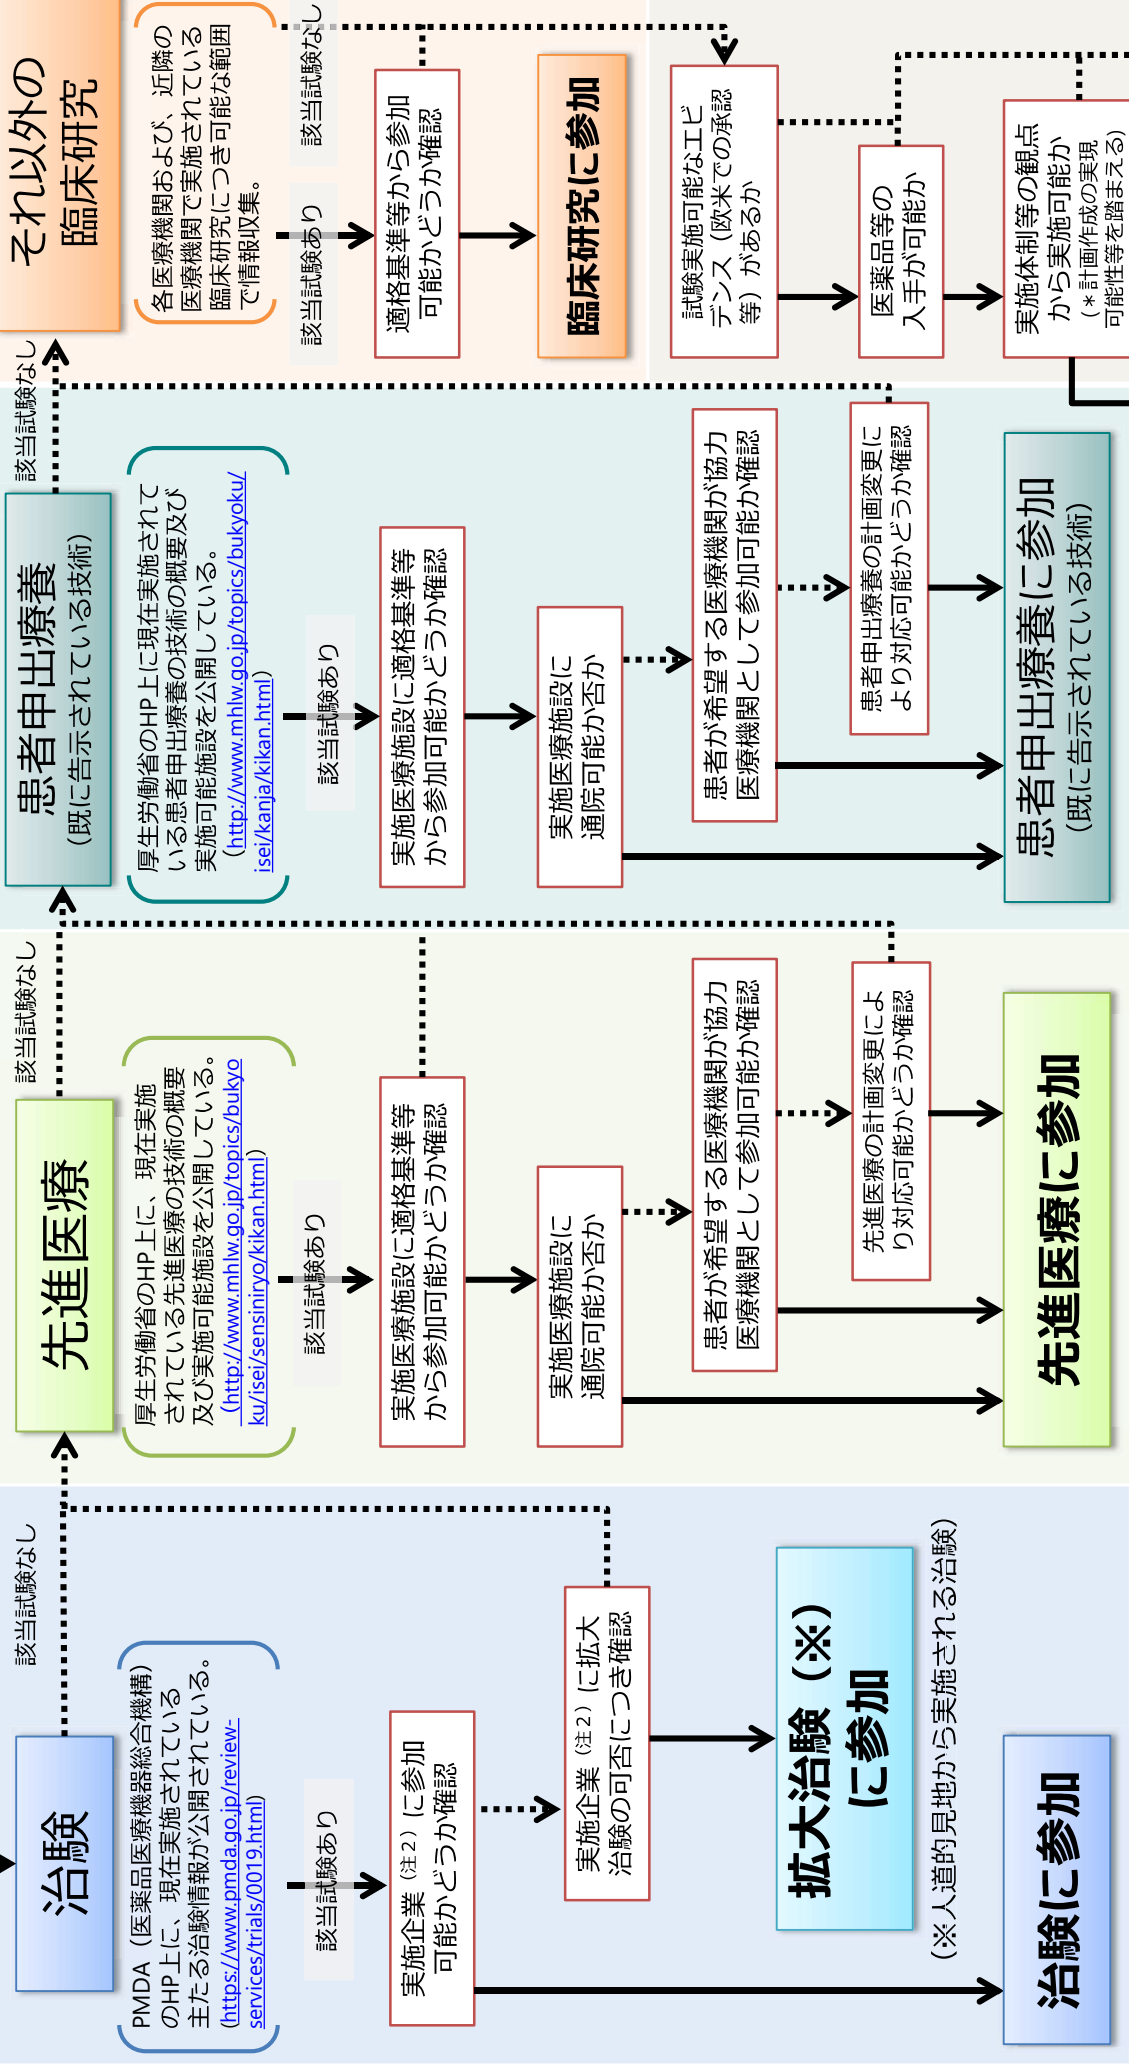 治験
該当試験なし
PMDA（医薬品医療機器総合機構）
のHP上に、現在実施されている
主たる治験情報が公開されている。
(https://www.pmda.go.jp/review-
services/trials/0019.html)
該当試験あり
実施企業（注２）に参加
可能かどうか確認
実施企業（注２）に拡大
治験の可否につき確認
拡大治験（※）
に参加
（※人道的見地から実施される治験）
治験に参加
先進医療
該当試験なし
厚生労働省のHP上に、現在実施
されている先進医療の技術の概要
及び実施可能施設を公開している。
(http://www.mhlw.go.jp/topics/bukyo
ku/isei/sensiniryo/kikan.html)
該当試験あり
実施医療施設に適格基準等
から参加可能かどうか確認
実施医療施設に
通院可能か否か
患者が希望する医療機関が協力
医療機関として参加可能か確認
先進医療の計画変更によ
り対応可能かどうか確認
先進医療に参加
患者申出療養
（既に告示されている技術）
該当試験なし
厚生労働省のHP上に現在実施されて
いる患者申出療養の技術の概要及び
実施可能施設を公開している。
（http://www.mhlw.go.jp/topics/bukyoku/
isei/kanja/kikan.html)
該当試験あり
実施医療施設に適格基準等
から参加可能かどうか確認
実施医療施設に
通院可能か否か
患者が希望する医療機関が協力
医療機関として参加可能か確認
患者申出療養の計画変更に
より対応可能かどうか確認
患者申出療養に参加
（既に告示されている技術）
それ以外の
臨床研究
各医療機関および、近隣の
医療機関で実施されている
臨床研究につき可能な範囲
で情報収集。
該当試験あり
該当試験なし
適格基準等から参加
可能かどうか確認
臨床研究に参加
試験実施可能なエビ
デンス（欧米での承認
等）があるか
医薬品等の
入手が可能か
実施体制等の観点
から実施可能か
（＊計画作成の実現
可能性等を踏まえる）